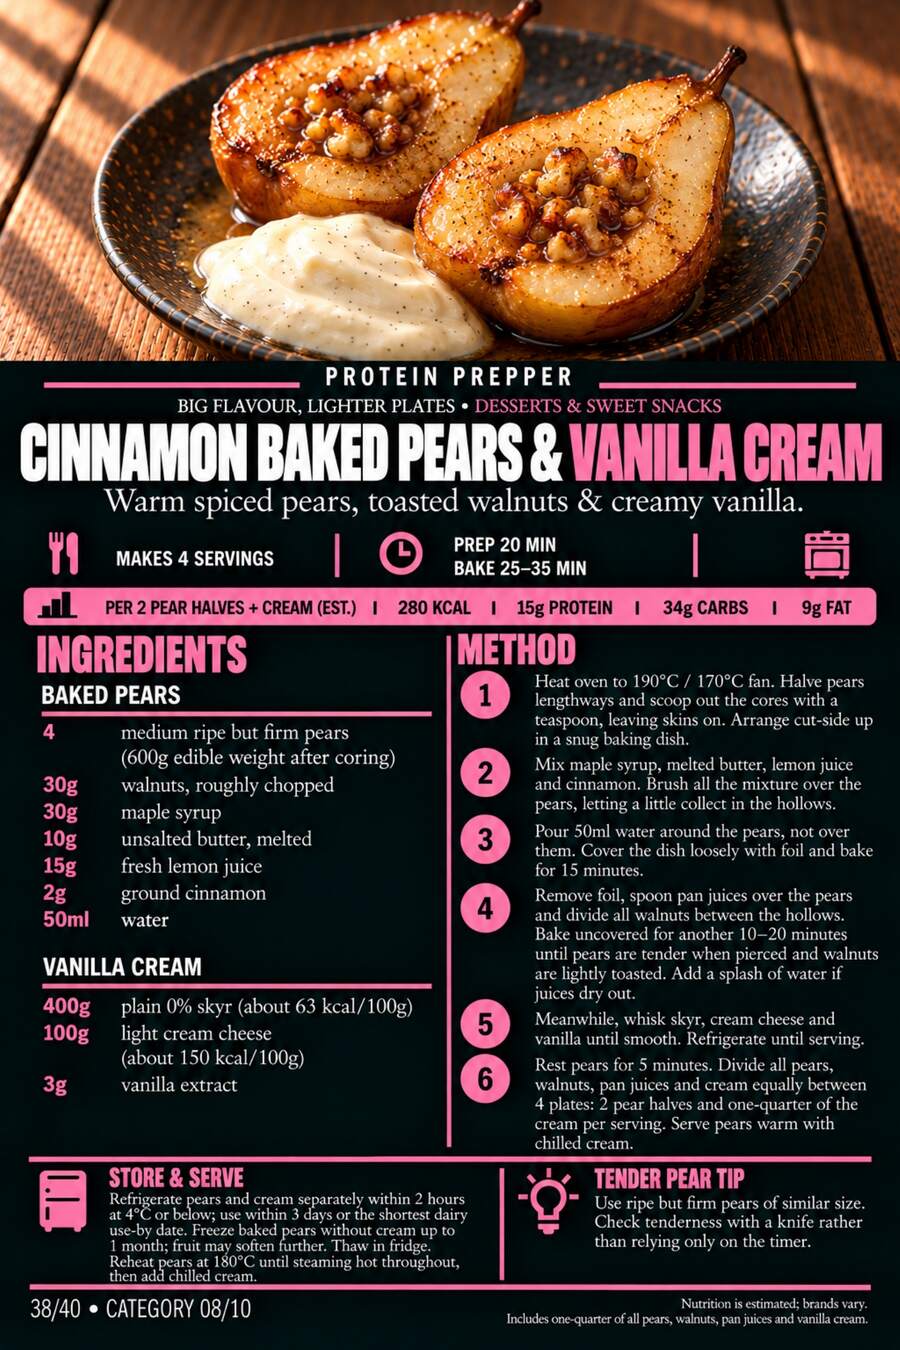 PROTEIN PREPPER
BIG FLAVOUR, LIGHTER PLATES • DESSERTS & SWEET SNACKS
CINNAMON BAKED PEARS & VANILLA CREAM
Warm spiced pears, toasted walnuts & creamy vanilla.
MAKES 4 SERVINGS
PREP 20 MIN
BAKE 25–35 MIN
PER 2 PEAR HALVES + CREAM (EST.) | 280 KCAL | 15g PROTEIN | 34g CARBS | 9g FAT
INGREDIENTS
BAKED PEARS
4 medium ripe but firm pears
(600g edible weight after coring)
30g walnuts, roughly chopped
30g maple syrup
10g unsalted butter, melted
15g fresh lemon juice
2g ground cinnamon
50ml water
VANILLA CREAM
400g plain 0% skyr (about 63 kcal/100g)
100g light cream cheese
(about 150 kcal/100g)
3g vanilla extract
METHOD
1 Heat oven to 190°C / 170°C fan. Halve pears
lengthways and scoop out the cores with a
teaspoon, leaving skins on. Arrange cut-side up
in a snug baking dish.
2 Mix maple syrup, melted butter, lemon juice
and cinnamon. Brush all the mixture over the
pears, letting a little collect in the hollows.
3 Pour 50ml water around the pears, not over
them. Cover the dish loosely with foil and bake
for 15 minutes.
4 Remove foil, spoon pan juices over the pears
and divide all walnuts between the hollows.
Bake uncovered for another 10–20 minutes
until pears are tender when pierced and walnuts
are lightly toasted. Add a splash of water if
juices dry out.
5 Meanwhile, whisk skyr, cream cheese and
vanilla until smooth. Refrigerate until serving.
6 Rest pears for 5 minutes. Divide all pears,
walnuts, pan juices and cream equally between
4 plates: 2 pear halves and one-quarter of the
cream per serving. Serve pears warm with
chilled cream.
STORE & SERVE
Refrigerate pears and cream separately within 2 hours
at 4°C or below; use within 3 days or the shortest dairy
use-by date. Freeze baked pears without cream up to
1 month; fruit may soften further. Thaw in fridge.
Reheat pears at 180°C until steaming hot throughout,
then add chilled cream.
TENDER PEAR TIP
Use ripe but firm pears of similar size.
Check tenderness with a knife rather
than relying only on the timer.
38/40 • CATEGORY 08/10
Nutrition is estimated; brands vary.
Includes one-quarter of all pears, walnuts, pan juices and vanilla cream.